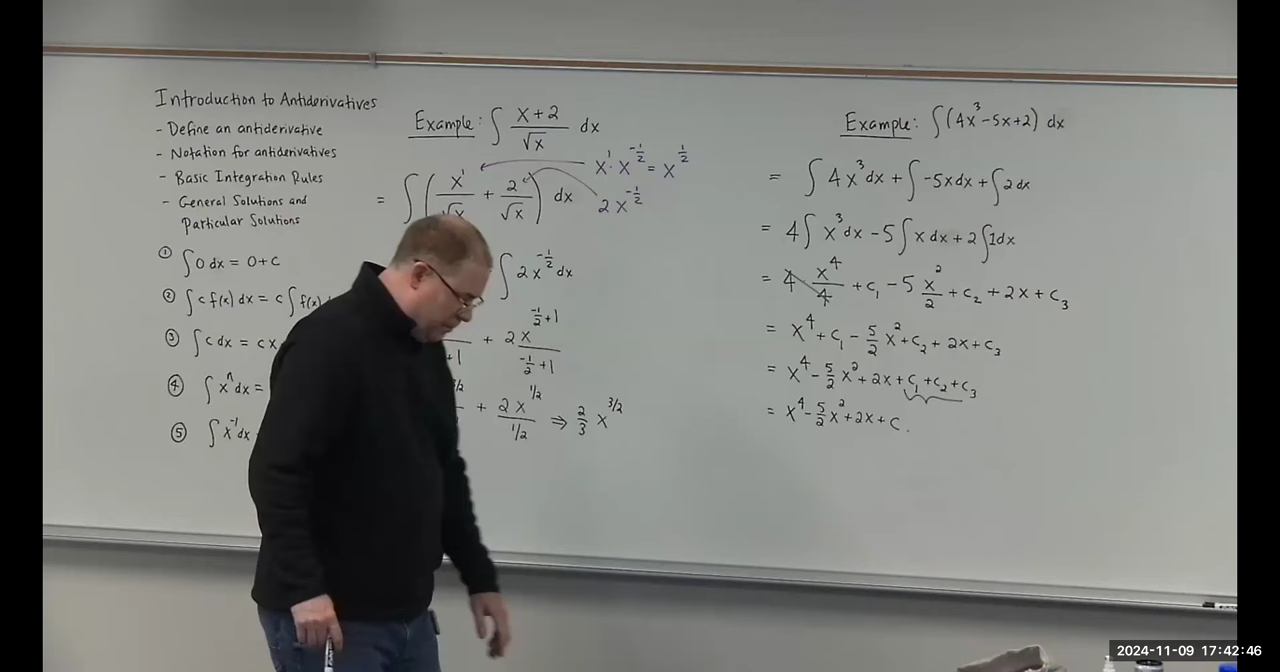 Introduction to Antiderivatives
- Define an antiderivative
- Notation for antiderivatives
- Basic Integration Rules
- General Solutions and
Particular Solutions
① ∫0 dx = 0+C
② ∫c f(x) dx = c∫f(x)
③ ∫c dx = cx
④ ∫xⁿ dx =
⑤ ∫x⁻¹ dx
Example: ∫ (x+2)/√x dx
x¹·x^(-1/2) = x^(1/2)
= ∫( x¹/√x + 2/√x ) dx
2x^(-1/2)
∫ 2x^(-1/2) dx
+1 + 2x^(-1/2+1)/(-1/2+1)
/2 + 2x^(1/2)/(1/2) ⇒ 2/3 x^(3/2)
Example: ∫(4x³-5x+2) dx
= ∫4x³dx + ∫-5xdx + ∫2dx
= 4∫x³dx - 5∫x dx + 2∫1dx
= 4 x⁴/4 + C₁ - 5 x²/2 + C₂ + 2x + C₃
= x⁴ + C₁ - 5/2 x² + C₂ + 2x + C₃
= x⁴ - 5/2 x² + 2x + C₁ + C₂ + C₃
= x⁴ - 5/2 x² + 2x + C.
2024-11-09 17:42:46